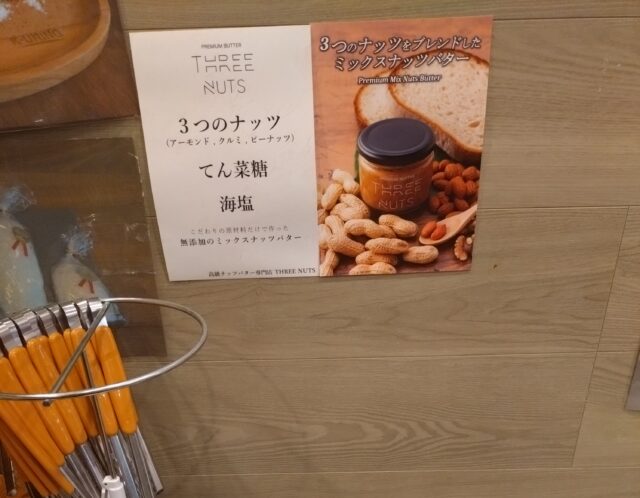 PREMIUM BUTTER
THREE
NUTS
3つのナッツ
(アーモンド,クルミ,ピーナッツ)
てん菜糖
海塩
こだわりの原材料だけで作った
無添加のミックスナッツバター
高級ナッツバター専門店 THREE NUTS
3つのナッツをブレンドした
ミックスナッツバター
Premium Mix Nuts Butter
THREE
NUTS